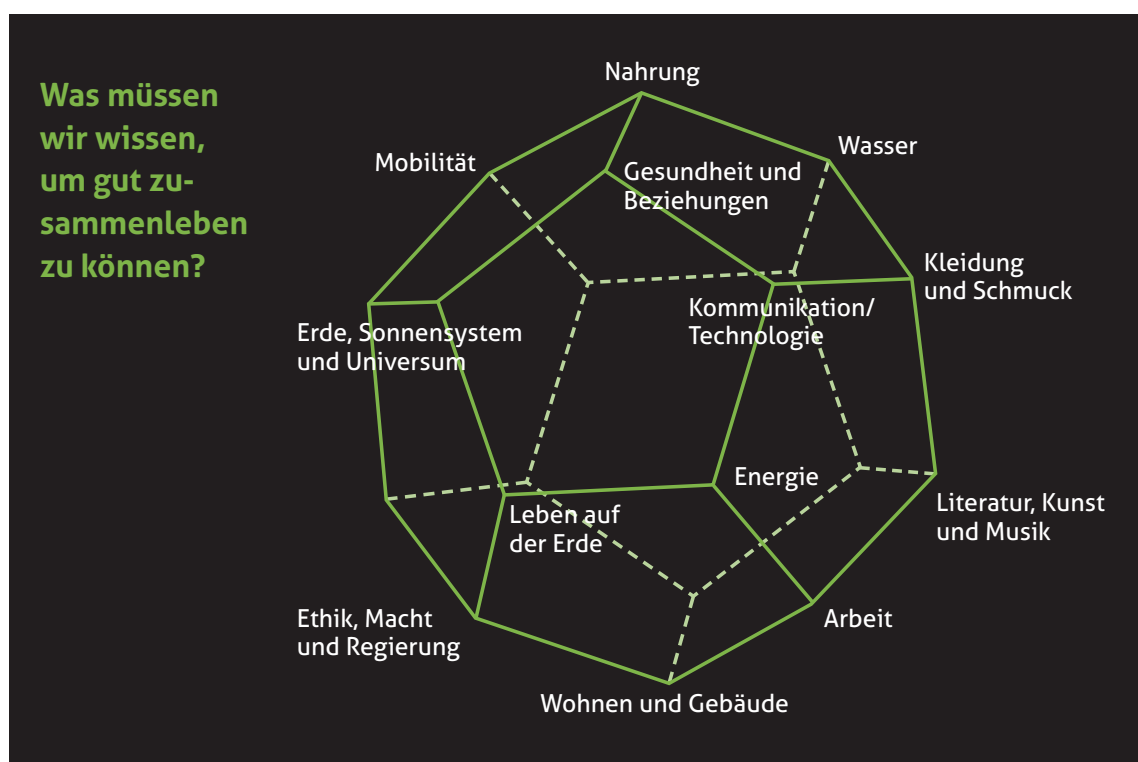 Was müssen
wir wissen,
um gut zu-
sammenleben
zu können?
Nahrung
Wasser
Mobilität
Gesundheit und
Beziehungen
Kleidung
und Schmuck
Kommunikation/
Technologie
Erde, Sonnensystem
und Universum
Energie
Literatur, Kunst
und Musik
Leben auf
der Erde
Ethik, Macht
und Regierung
Arbeit
Wohnen und Gebäude